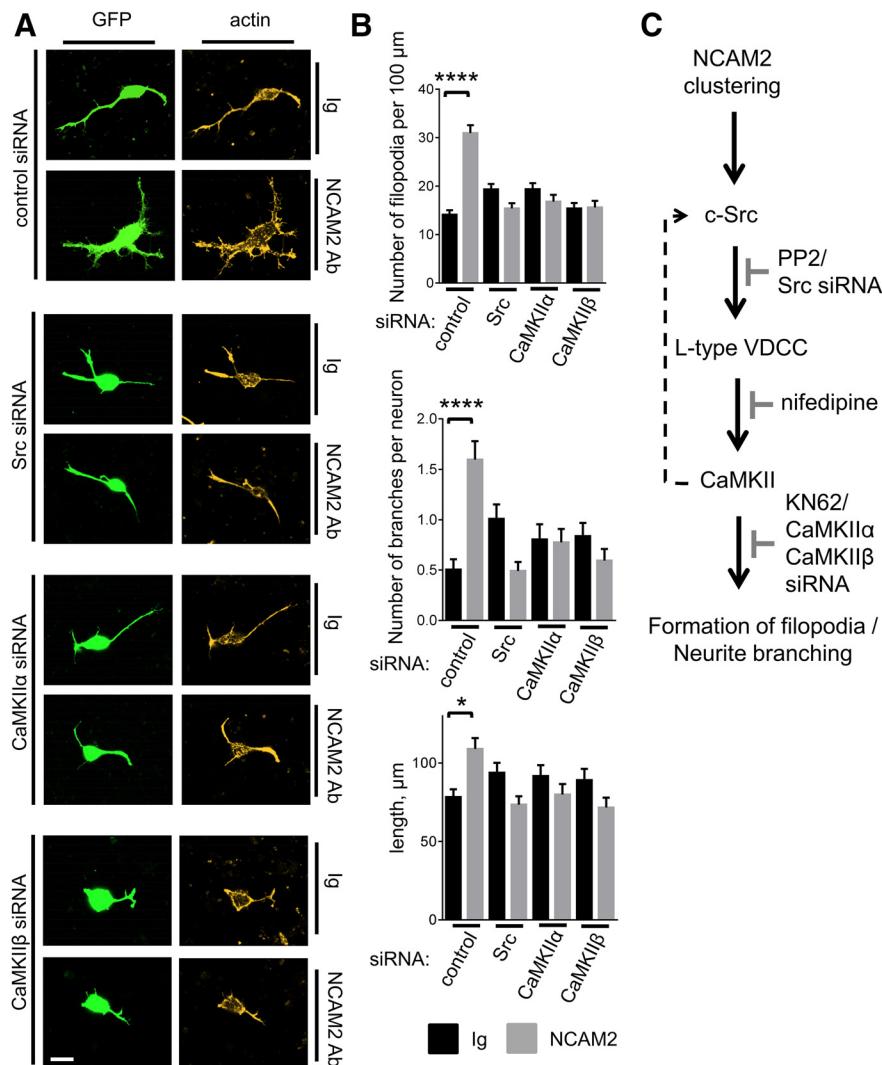 A
GFP
actin
control siRNA
Ig
NCAM2 Ab
Src siRNA
Ig
NCAM2 Ab
CaMKIIα siRNA
Ig
NCAM2 Ab
CaMKIIβ siRNA
Ig
NCAM2 Ab
B
Number of filopodia per 100 µm
40
30
20
10
0
****
siRNA:
control
Src
CaMKIIα
CaMKIIβ
Number of branches per neuron
2.0
1.5
1.0
0.5
0.0
****
siRNA:
control
Src
CaMKIIα
CaMKIIβ
length, µm
100
50
0
*
siRNA:
control
Src
CaMKIIα
CaMKIIβ
Ig
NCAM2
C
NCAM2
clustering
c-Src
PP2/
Src siRNA
L-type VDCC
nifedipine
CaMKII
KN62/
CaMKIIα
CaMKIIβ
siRNA
Formation of filopodia /
Neurite branching